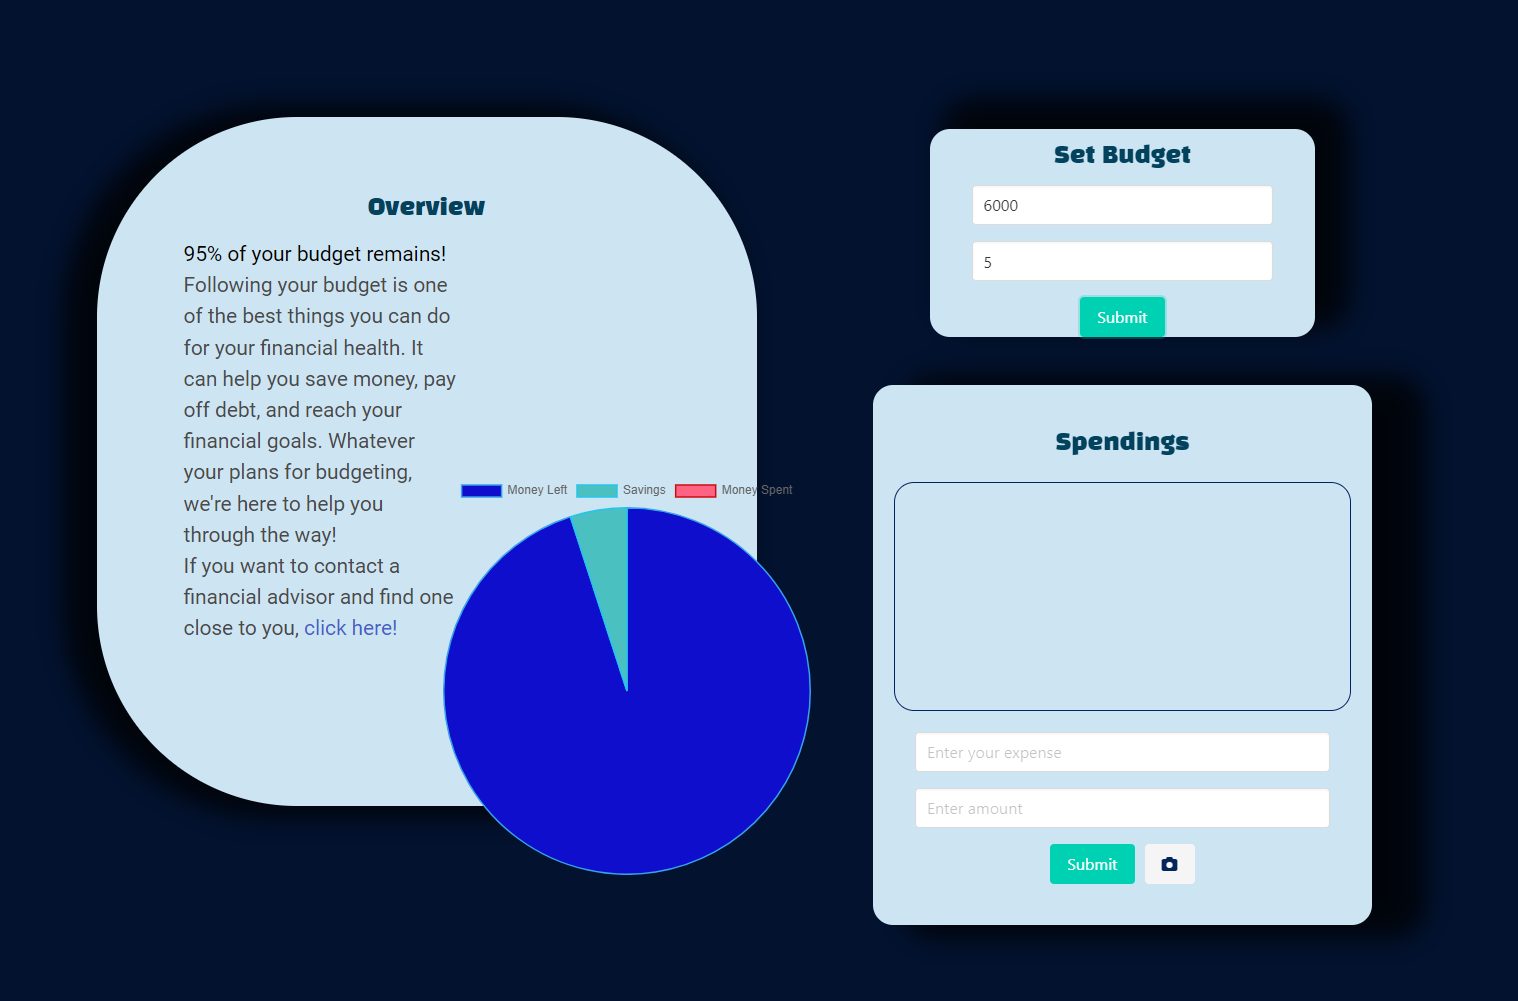 Overview
95% of your budget remains!
Following your budget is one
of the best things you can do
for your financial health. It
can help you save money, pay
off debt, and reach your
financial goals. Whatever
your plans for budgeting,
we're here to help you
through the way!
If you want to contact a
financial advisor and find one
close to you, click here!
Money Left Savings Money Spent
Set Budget
6000
5
Submit
Spendings
Enter your expense
Enter amount
Submit